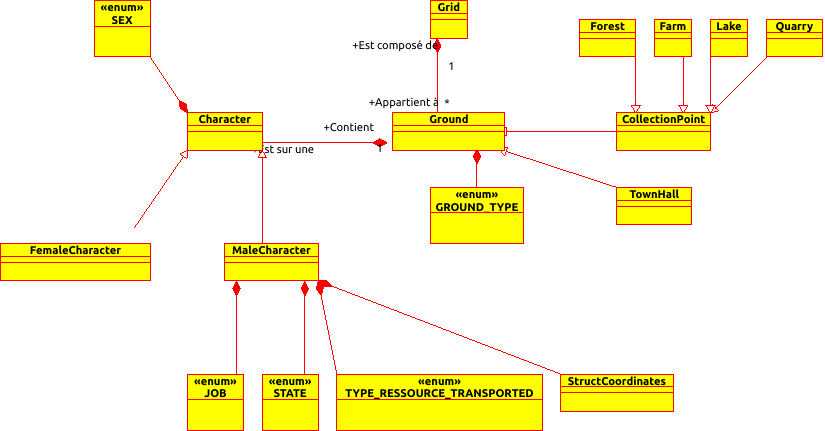 «enum»
SEX
Grid
Forest
Farm
Lake
Quarry
+Est composé de
1
+Appartient à
*
Character
+Contient
Ground
CollectionPoint
st sur une
1
«enum»
GROUND_TYPE
TownHall
FemaleCharacter
MaleCharacter
«enum»
JOB
«enum»
STATE
«enum»
TYPE_RESSOURCE_TRANSPORTED
StructCoordinates